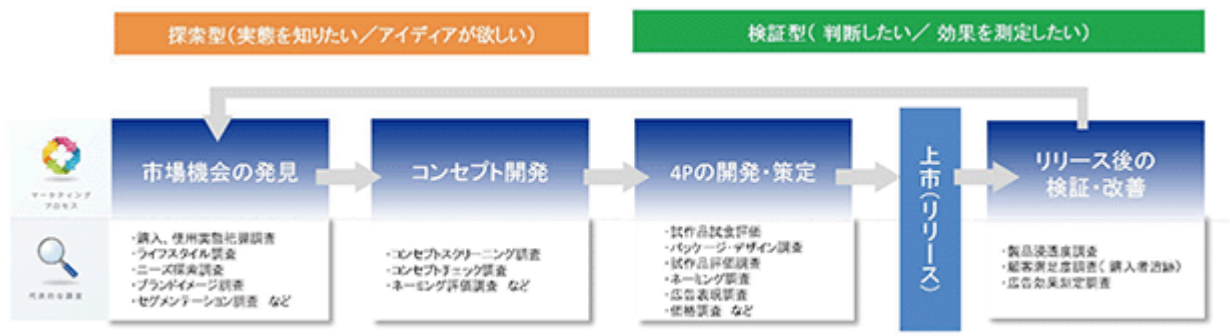 探索型(実態を知りたい／アイディアが欲しい)
検証型( 判断したい／ 効果を測定したい)
マーケティング
プロセス
市場機会の発見
コンセプト開発
4Pの開発・策定
上市(リリース)
リリース後の
検証・改善
代表的な調査
・購入、使用実態把握調査
・ライフスタイル調査
・ニーズ探索調査
・ブランドイメージ調査
・セグメンテーション調査 など
・コンセプトスクリーニング調査
・コンセプトチェック調査
・ネーミング評価調査 など
・試作品試食評価
・パッケージ・デザイン調査
・試作品評価調査
・ネーミング調査
・広告表現調査
・価格調査 など
・製品浸透度調査
・顧客満足度調査( 購入者追跡)
・広告効果測定調査